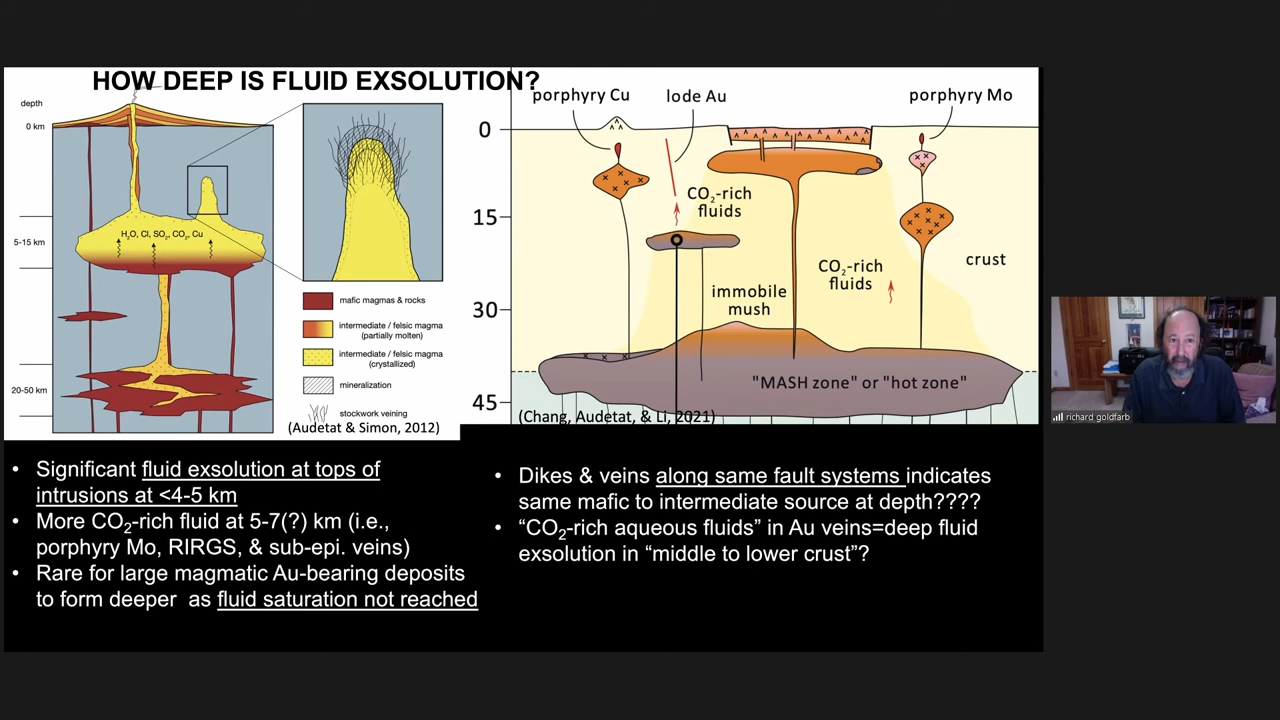 HOW DEEP IS FLUID EXSOLUTION?
depth
0 km
5-15 km
20-50 km
H₂O, Cl, SO₂, CO₂, Cu
mafic magmas & rocks
intermediate / felsic magma
(partially molten)
intermediate / felsic magma
(crystallized)
mineralization
stockwork veining
(Audetat & Simon, 2012)
porphyry Cu
lode Au
porphyry Mo
0
15
30
45
CO₂-rich
fluids
CO₂-rich
fluids
crust
immobile
mush
"MASH zone" or "hot zone"
(Chang, Audetat, & Li, 2021)
• Significant fluid exsolution at tops of
intrusions at <4-5 km
• More CO₂-rich fluid at 5-7(?) km (i.e.,
porphyry Mo, RIRGS, & sub-epi. veins)
• Rare for large magmatic Au-bearing deposits
to form deeper as fluid saturation not reached
• Dikes & veins along same fault systems indicates
same mafic to intermediate source at depth????
• “CO₂-rich aqueous fluids” in Au veins=deep fluid
exsolution in “middle to lower crust”?
richard goldfarb